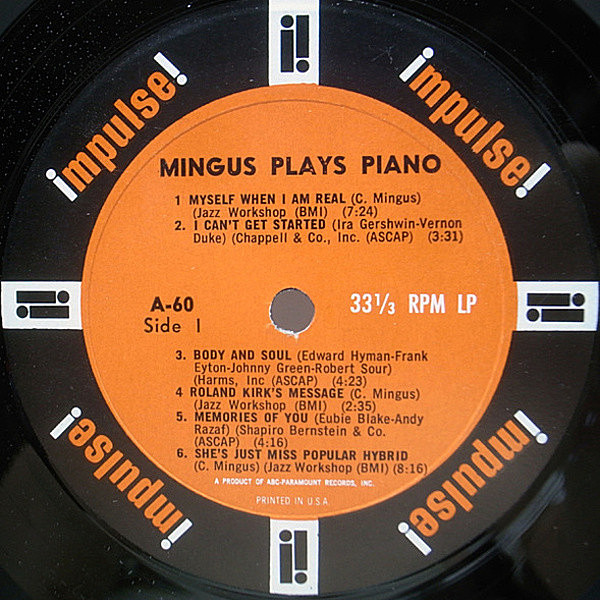 i!
impulse!
impulse!
MINGUS PLAYS PIANO
1 MYSELF WHEN I AM REAL (C. Mingus)
(Jazz Workshop (BMI) (7:24)
2. I CAN'T GET STARTED (Ira Gershwin-Vernon
Duke) (Chappell & Co., Inc. (ASCAP) (3:31)
i!
A-60
Side 1
33 1/3 RPM LP
i!
3. BODY AND SOUL (Edward Hyman-Frank
Eyton-Johnny Green-Robert Sour)
(Harms, Inc (ASCAP) (4:23)
4 ROLAND KIRK'S MESSAGE (C. Mingus)
(Jazz Workshop (BMI) (2:35)
5. MEMORIES OF YOU (Eubie Blake-Andy
Razaf) (Shapiro Bernstein & Co.
(ASCAP) (4:16)
6. SHE'S JUST MISS POPULAR HYBRID
(C. Mingus) (Jazz Workshop (BMI) (8:16)
A PRODUCT OF ABC-PARAMOUNT RECORDS, INC.
PRINTED IN U.S.A.
impulse!
impulse!
i!